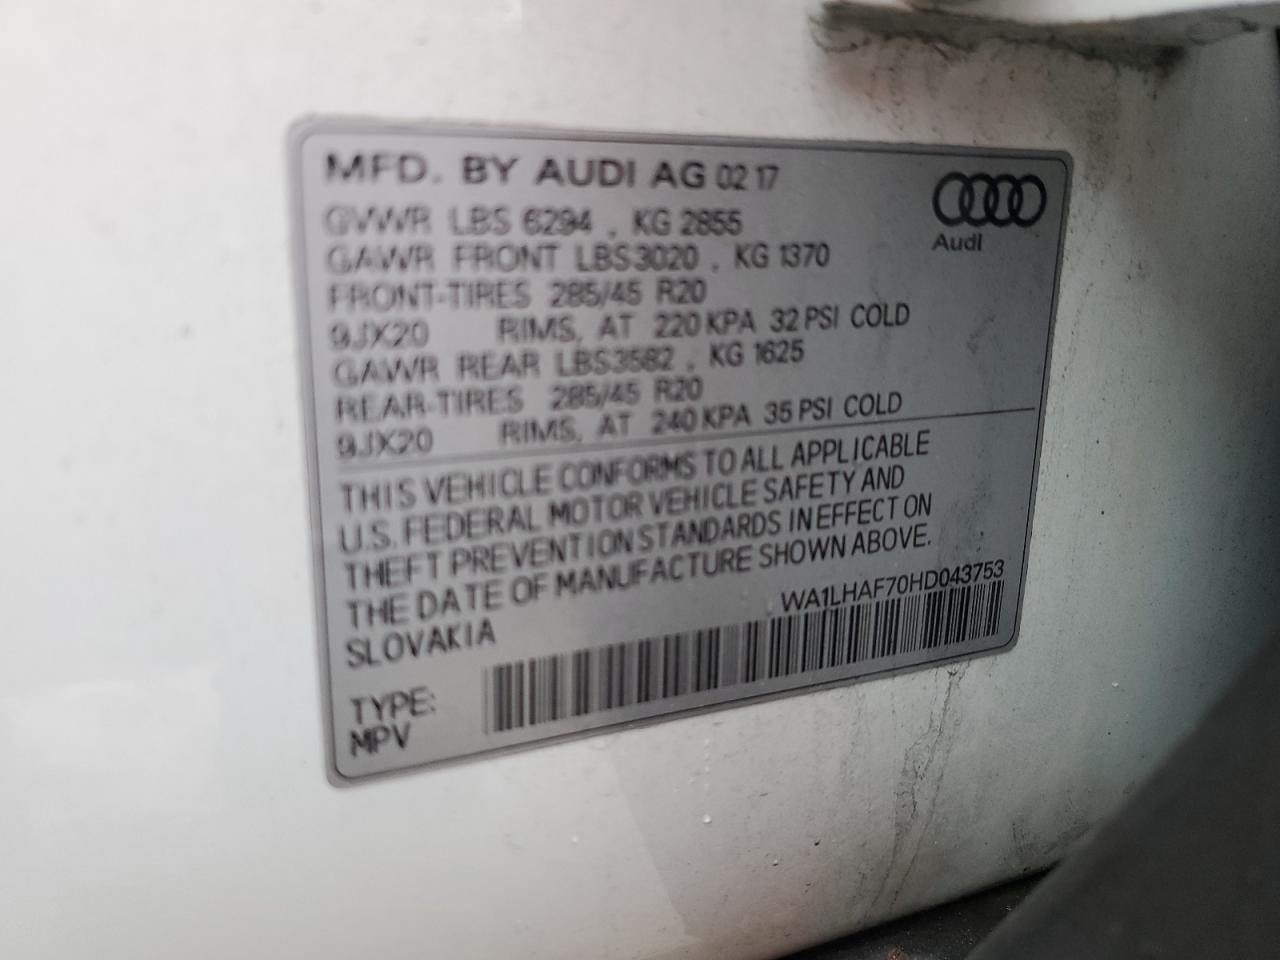 MFD. BY AUDI AG 02 17
GVWR LBS 6294 , KG 2855
GAWR FRONT LBS3020 , KG 1370
FRONT-TIRES 285/45 R20
9JX20 RIMS, AT 220 KPA 32 PSI COLD
GAWR REAR LBS3582 , KG 1625
REAR-TIRES 285/45 R20
9JX20 RIMS, AT 240 KPA 35 PSI COLD
THIS VEHICLE CONFORMS TO ALL APPLICABLE
U.S. FEDERAL MOTOR VEHICLE SAFETY AND
THEFT PREVENTION STANDARDS IN EFFECT ON
THE DATE OF MANUFACTURE SHOWN ABOVE.
SLOVAKIA
WA1LHAF70HD043753
TYPE:
MPV
Audi